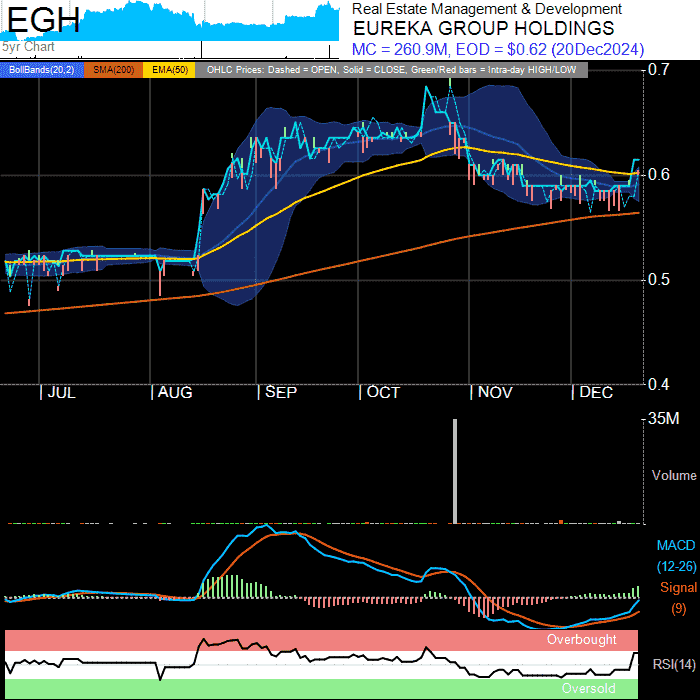 EGH
5yr Chart
Real Estate Management & Development
EUREKA GROUP HOLDINGS
MC = 260.9M, EOD = $0.62 (20Dec2024)
BollBands(20,2) SMA(200) EMA(50) OHLC Prices: Dashed = OPEN, Solid = CLOSE, Green/Red bars = Intra-day HIGH/LOW
0.7
0.6
0.5
0.4
JUL AUG SEP OCT NOV DEC
35M
Volume
MACD
(12-26)
Signal
(9)
Overbought
RSI(14)
Oversold